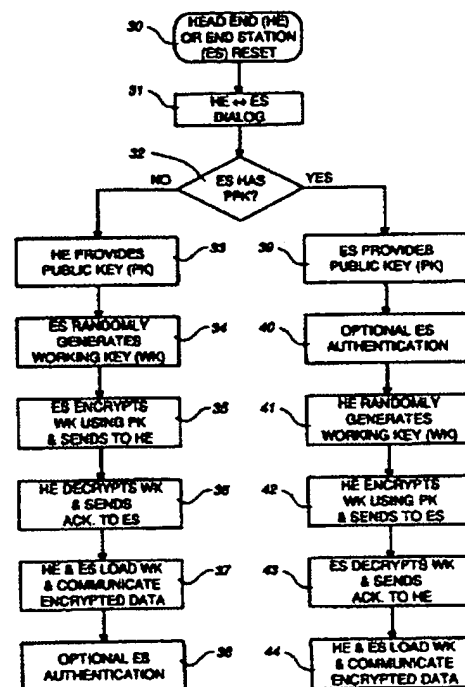 30
HEAD END (HE)
OR END STATION
(ES) RESET
31
HE ↔ ES
DIALOG
32
ES HAS
PPK?
NO
YES
33
HE PROVIDES
PUBLIC KEY (PK)
34
ES RANDOMLY
GENERATES
WORKING KEY (WK)
35
ES ENCRYPTS
WK USING PK
& SENDS TO HE
36
HE DECRYPTS WK
& SENDS
ACK. TO ES
37
HE & ES LOAD WK
& COMMUNICATE
ENCRYPTED DATA
38
OPTIONAL ES
AUTHENTICATION
39
ES PROVIDES
PUBLIC KEY (PK)
40
OPTIONAL ES
AUTHENTICATION
41
HE RANDOMLY
GENERATES
WORKING KEY (WK)
42
HE ENCRYPTS
WK USING PK
& SENDS TO ES
43
ES DECRYPTS WK
& SENDS
ACK. TO HE
44
HE & ES LOAD WK
& COMMUNICATE
ENCRYPTED DATA